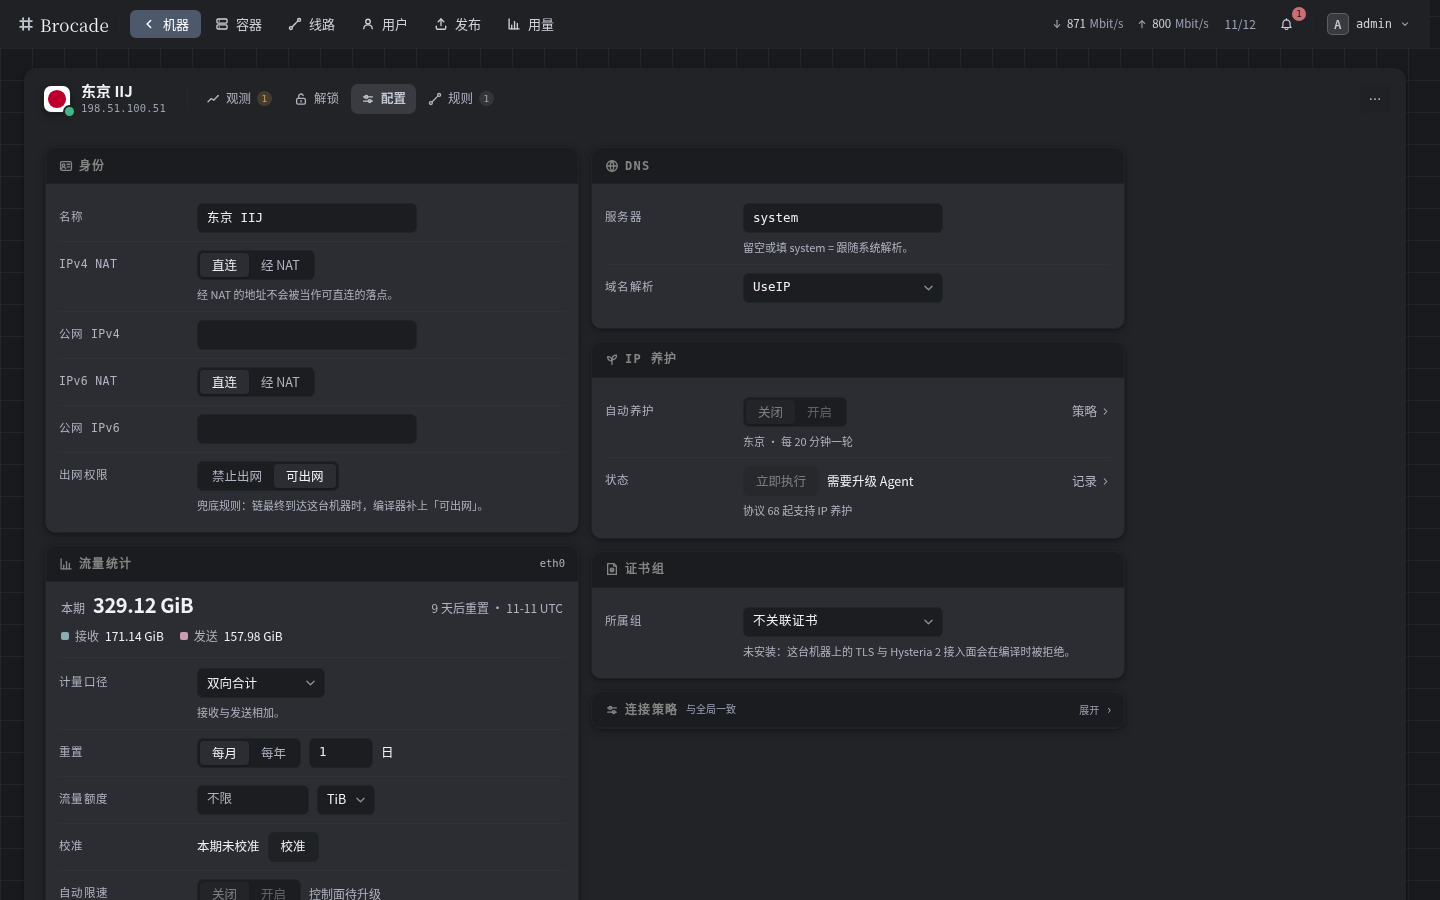 Brocade
机器
容器
线路
用户
发布
用量
↓ 871 Mbit/s
↑ 800 Mbit/s
11/12
1
A
admin
东京 IIJ
198.51.100.51
观测 1
解锁
配置
规则 1
...
身份
名称
东京 IIJ
IPv4 NAT
直连
经 NAT
经 NAT 的地址不会被当作可直连的落点。
公网 IPv4
IPv6 NAT
直连
经 NAT
公网 IPv6
出网权限
禁止出网
可出网
兜底规则：链最终到达这台机器时，编译器补上「可出网」。
流量统计
eth0
本期 329.12 GiB
9 天后重置 · 11-11 UTC
接收 171.14 GiB
发送 157.98 GiB
计量口径
双向合计
接收与发送相加。
重置
每月
每年
1
日
流量额度
不限
TiB
校准
本期未校准
校准
自动限速
关闭
开启
控制面待升级
DNS
服务器
system
留空或填 system = 跟随系统解析。
域名解析
UseIP
IP 养护
自动养护
关闭
开启
策略 ›
东京 · 每 20 分钟一轮
状态
立即执行
需要升级 Agent
记录 ›
协议 68 起支持 IP 养护
证书组
所属组
不关联证书
未安装：这台机器上的 TLS 与 Hysteria 2 接入面会在编译时被拒绝。
连接策略
与全局一致
展开 ›